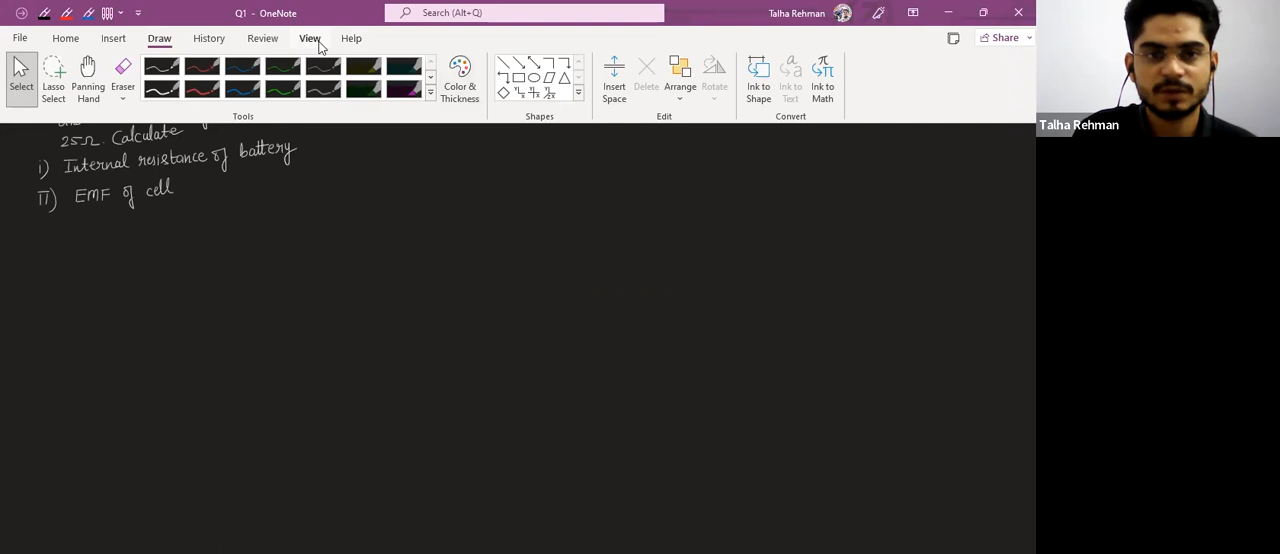 Q1 - OneNote
Search (Alt+Q)
Talha Rehman
File Home Insert Draw History Review View Help
Share
Select
Lasso Select
Panning Hand
Eraser
Color & Thickness
Insert Space
Delete
Arrange
Rotate
Ink to Shape
Ink to Text
Ink to Math
Tools
Shapes
Edit
Convert
Talha Rehman
25Ω. Calculate
i) Internal resistance of battery
II) EMF of cell